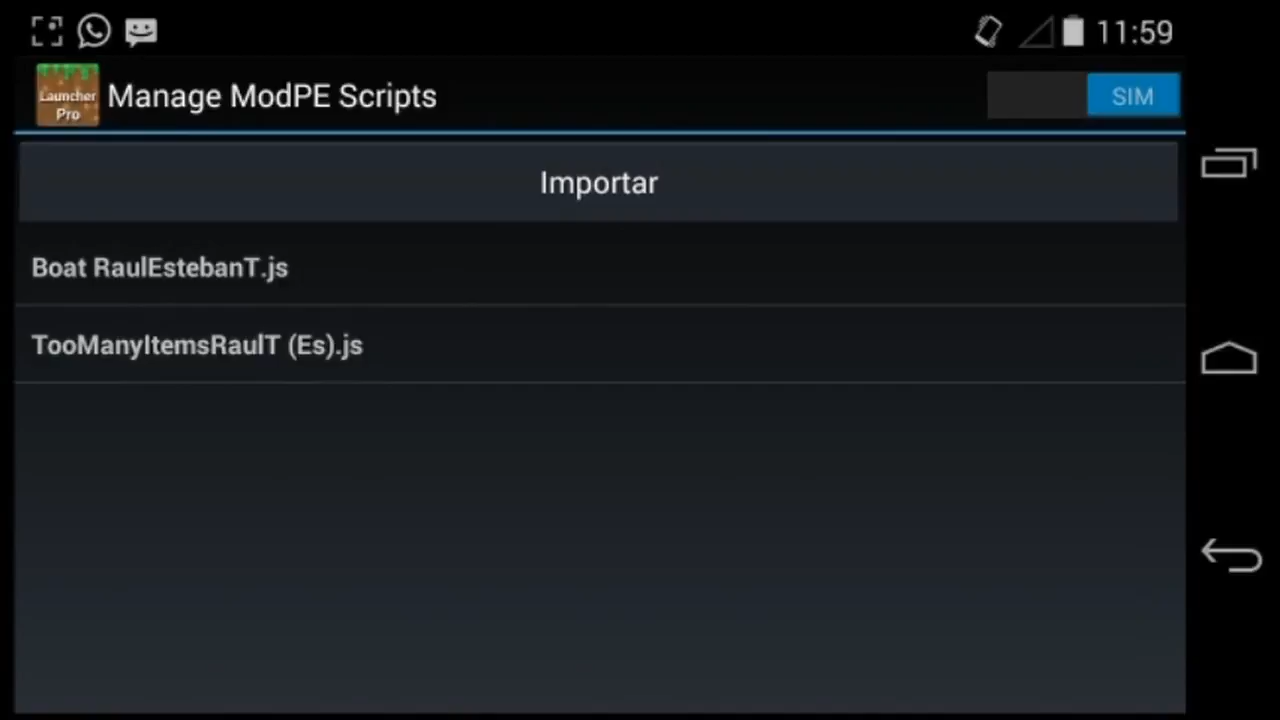 11:59
Launcher
Pro
Manage ModPE Scripts
SIM
Importar
Boat RaulEstebanT.js
TooManyItemsRaulT (Es).js